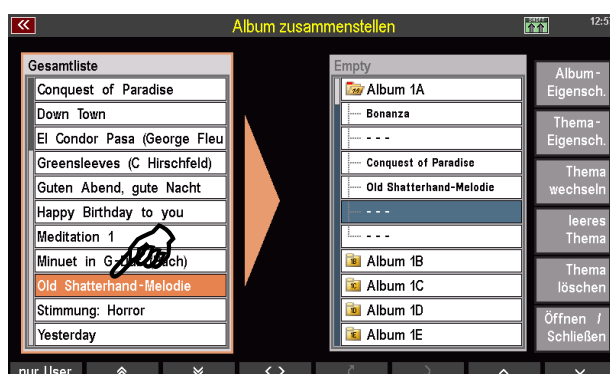 Album zusammenstellen
SHIFT
12:5
Gesamtliste
Conquest of Paradise
Down Town
El Condor Pasa (George Fleu
Greensleeves (C Hirschfeld)
Guten Abend, gute Nacht
Happy Birthday to you
Meditation 1
Minuet in G- ach)
Old Shatterhand-Melodie
Stimmung: Horror
Yesterday
Empty
Album 1A
Bonanza
- - -
Conquest of Paradise
Old Shatterhand-Melodie
- - -
- - -
Album 1B
Album 1C
Album 1D
Album 1E
Album-
Eigensch.
Thema-
Eigensch.
Thema
wechseln
leeres
Thema
Thema
löschen
Öffnen /
Schließen
nur User